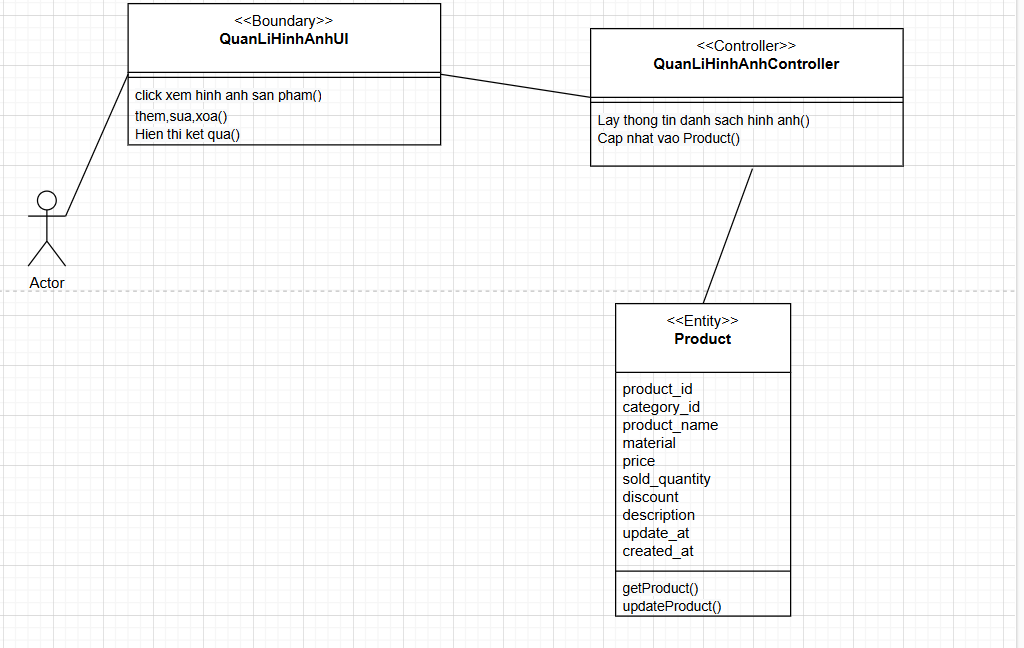 <<Boundary>>
QuanLiHinhAnhUI
click xem hinh anh san pham()
them,sua,xoa()
Hien thi ket qua()
<<Controller>>
QuanLiHinhAnhController
Lay thong tin danh sach hinh anh()
Cap nhat vao Product()
Actor
<<Entity>>
Product
product_id
category_id
product_name
material
price
sold_quantity
discount
description
update_at
created_at
getProduct()
updateProduct()